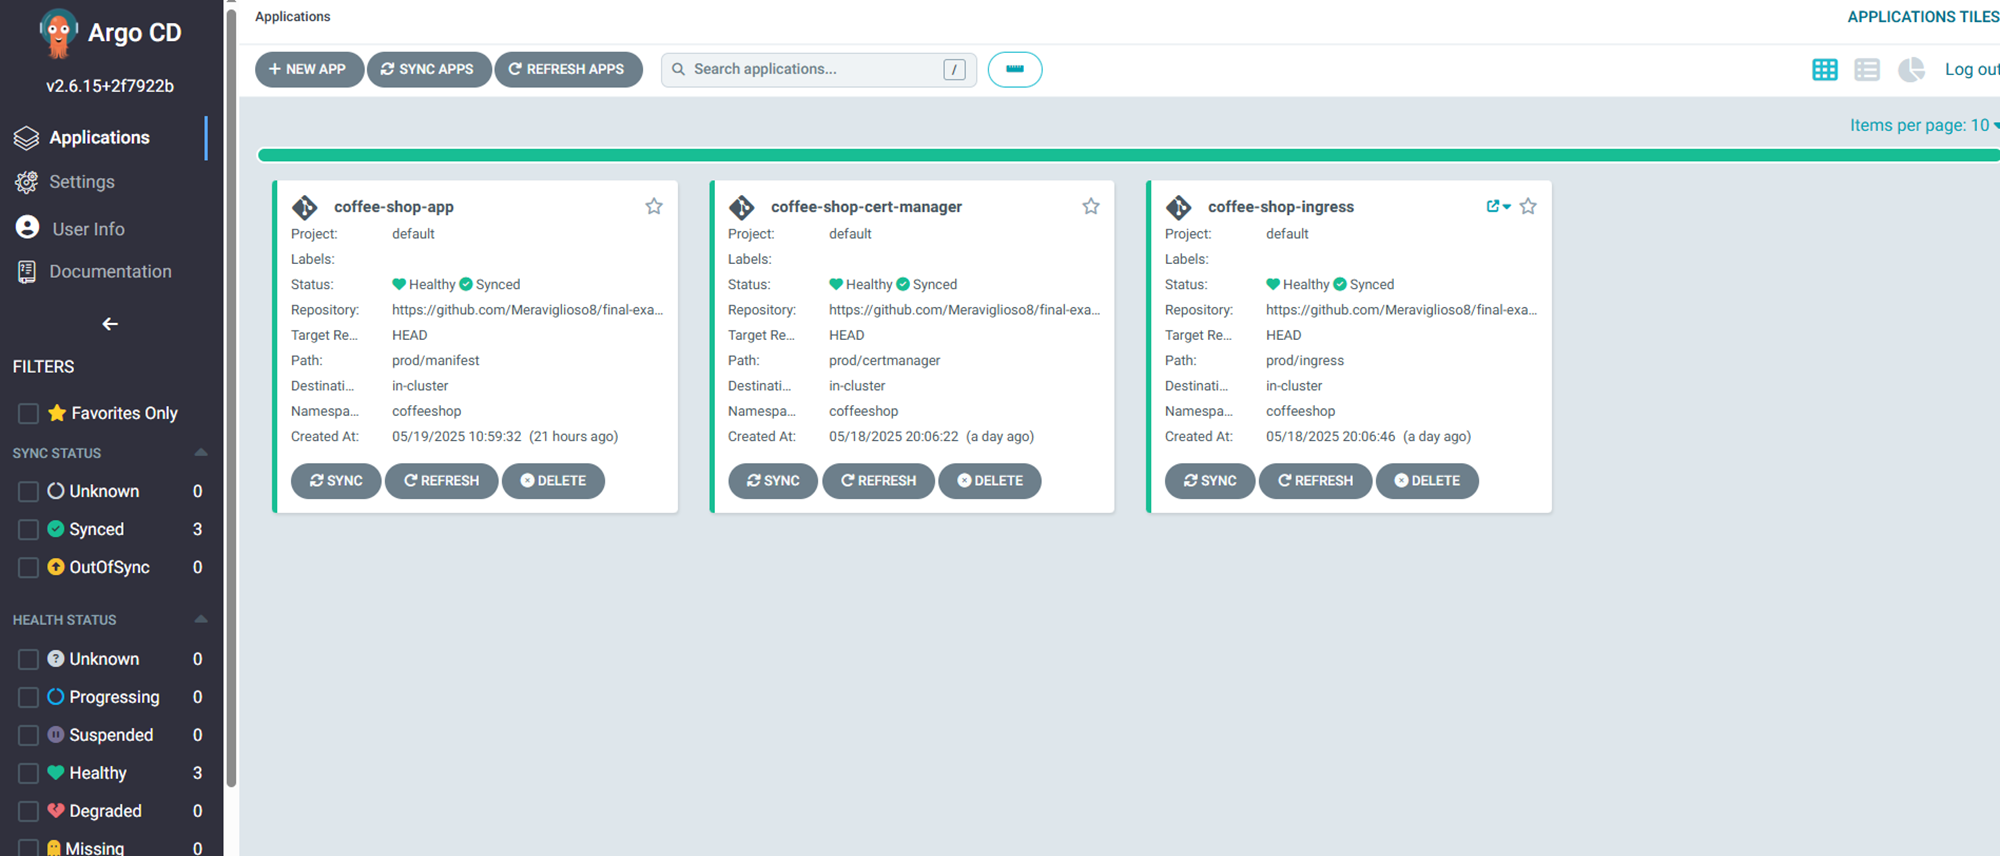 Argo CD
v2.6.15+2f7922b
Applications
Settings
User Info
Documentation
FILTERS
Favorites Only
SYNC STATUS
Unknown 0
Synced 3
OutOfSync 0
HEALTH STATUS
Unknown 0
Progressing 0
Suspended 0
Healthy 3
Degraded 0
Missing 0
Applications
APPLICATIONS TILES
+ NEW APP
SYNC APPS
REFRESH APPS
Search applications...
/
Log out
Items per page: 10
coffee-shop-app
Project: default
Labels:
Status: Healthy Synced
Repository: https://github.com/Meraviglioso8/final-exa...
Target Re... HEAD
Path: prod/manifest
Destinati... in-cluster
Namespa... coffeeshop
Created At: 05/19/2025 10:59:32 (21 hours ago)
SYNC REFRESH DELETE
coffee-shop-cert-manager
Project: default
Labels:
Status: Healthy Synced
Repository: https://github.com/Meraviglioso8/final-exa...
Target Re... HEAD
Path: prod/certmanager
Destinati... in-cluster
Namespa... coffeeshop
Created At: 05/18/2025 20:06:22 (a day ago)
SYNC REFRESH DELETE
coffee-shop-ingress
Project: default
Labels:
Status: Healthy Synced
Repository: https://github.com/Meraviglioso8/final-exa...
Target Re... HEAD
Path: prod/ingress
Destinati... in-cluster
Namespa... coffeeshop
Created At: 05/18/2025 20:06:46 (a day ago)
SYNC REFRESH DELETE